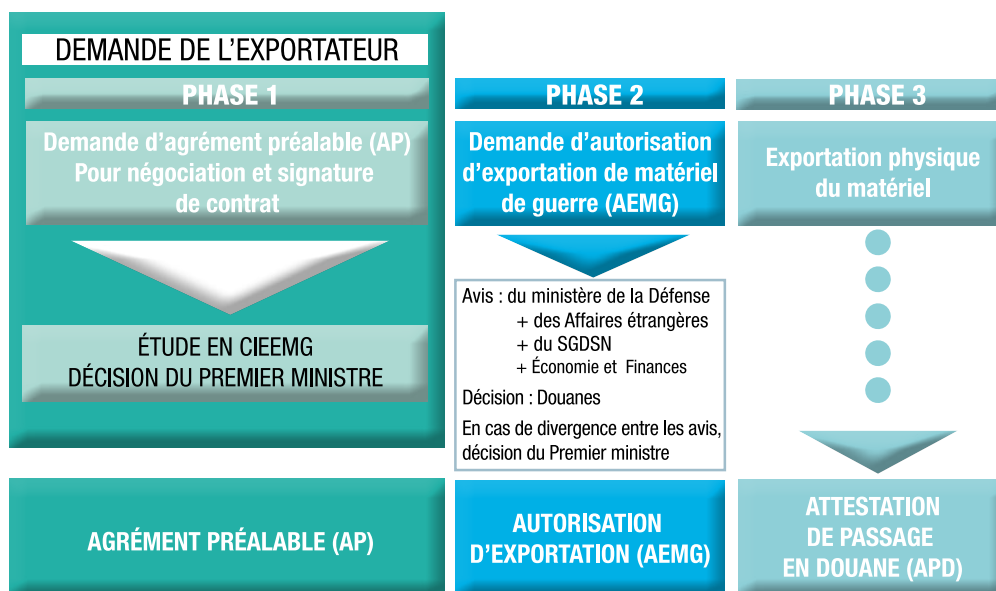 DEMANDE DE L'EXPORTATEUR
PHASE 1
Demande d'agrément préalable (AP)
Pour négociation et signature
de contrat
ÉTUDE EN CIEEMG
DÉCISION DU PREMIER MINISTRE
AGRÉMENT PRÉALABLE (AP)
PHASE 2
Demande d'autorisation
d'exportation de matériel
de guerre (AEMG)
Avis : du ministère de la Défense
+ des Affaires étrangères
+ du SGDSN
+ Économie et Finances
Décision : Douanes
En cas de divergence entre les avis,
décision du Premier ministre
AUTORISATION
D'EXPORTATION (AEMG)
PHASE 3
Exportation physique
du matériel
ATTESTATION
DE PASSAGE
EN DOUANE (APD)